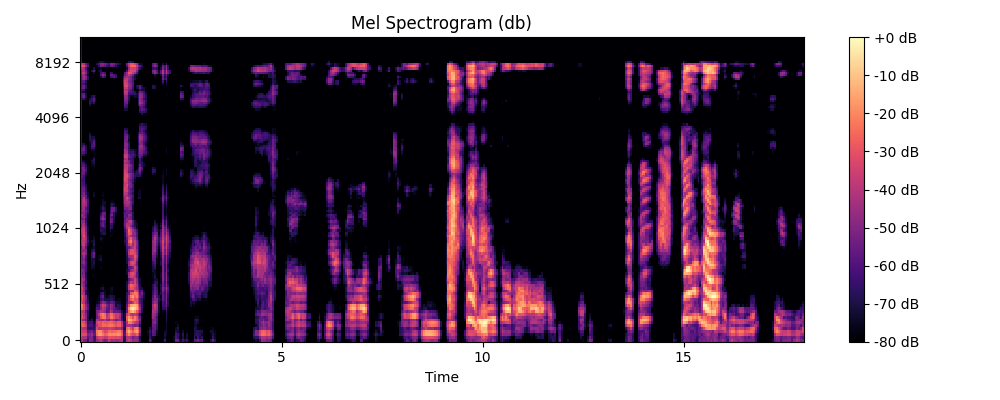 Mel Spectrogram (db)
Hz
8192
4096
2048
1024
512
0
0 5 10 15
Time
+0 dB
-10 dB
-20 dB
-30 dB
-40 dB
-50 dB
-60 dB
-70 dB
-80 dB